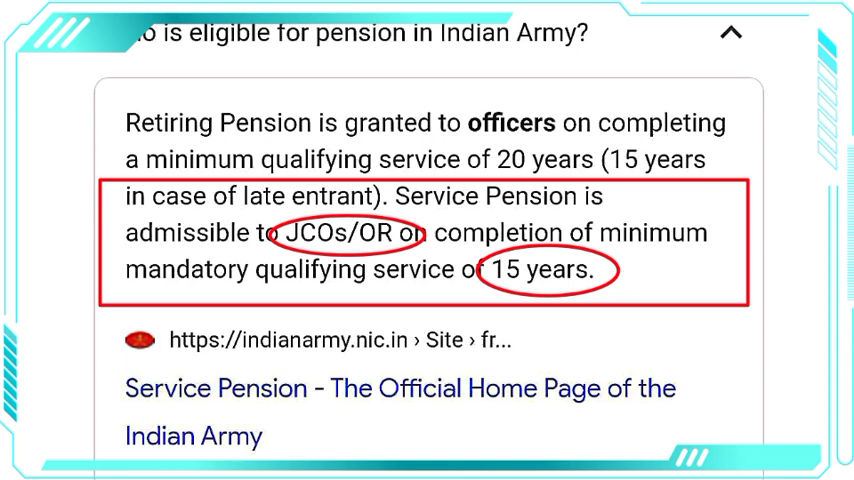 o is eligible for pension in Indian Army?
Retiring Pension is granted to officers on completing
a minimum qualifying service of 20 years (15 years
in case of late entrant). Service Pension is
admissible to JCOs/OR on completion of minimum
mandatory qualifying service of 15 years.
https://indianarmy.nic.in › Site › fr...
Service Pension - The Official Home Page of the
Indian Army